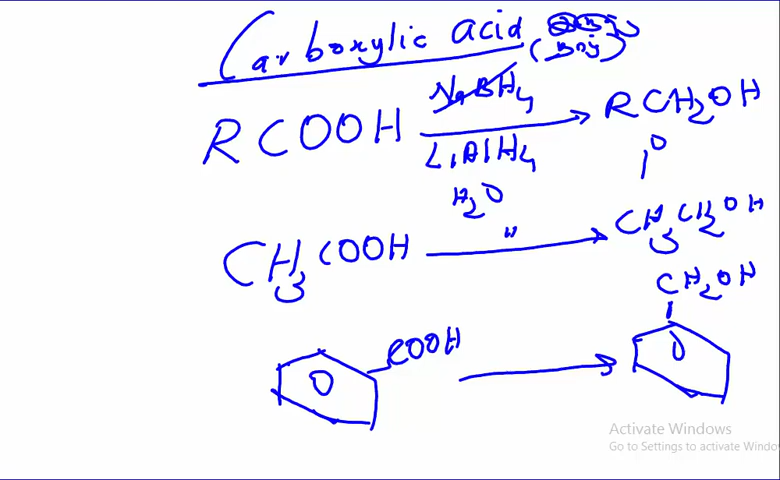 Carboxylic acid
RCOOH NaBH4 RCH2OH
LiAlH4 1°
H2O
CH3COOH " CH3CH2OH
COOH CH2OH
Activate Windows
Go to Settings to activate Windo